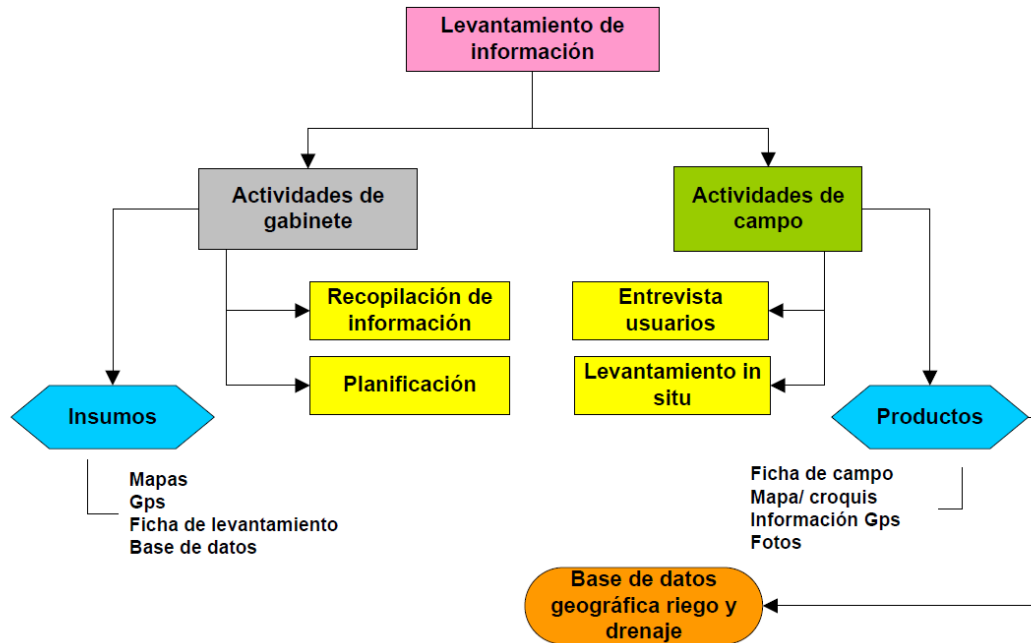 Levantamiento de
información
Actividades de
gabinete
Actividades de
campo
Recopilación de
información
Entrevista
usuarios
Planificación
Levantamiento in
situ
Insumos
Productos
Mapas
Gps
Ficha de levantamiento
Base de datos
Ficha de campo
Mapa/ croquis
Información Gps
Fotos
Base de datos
geográfica riego y
drenaje